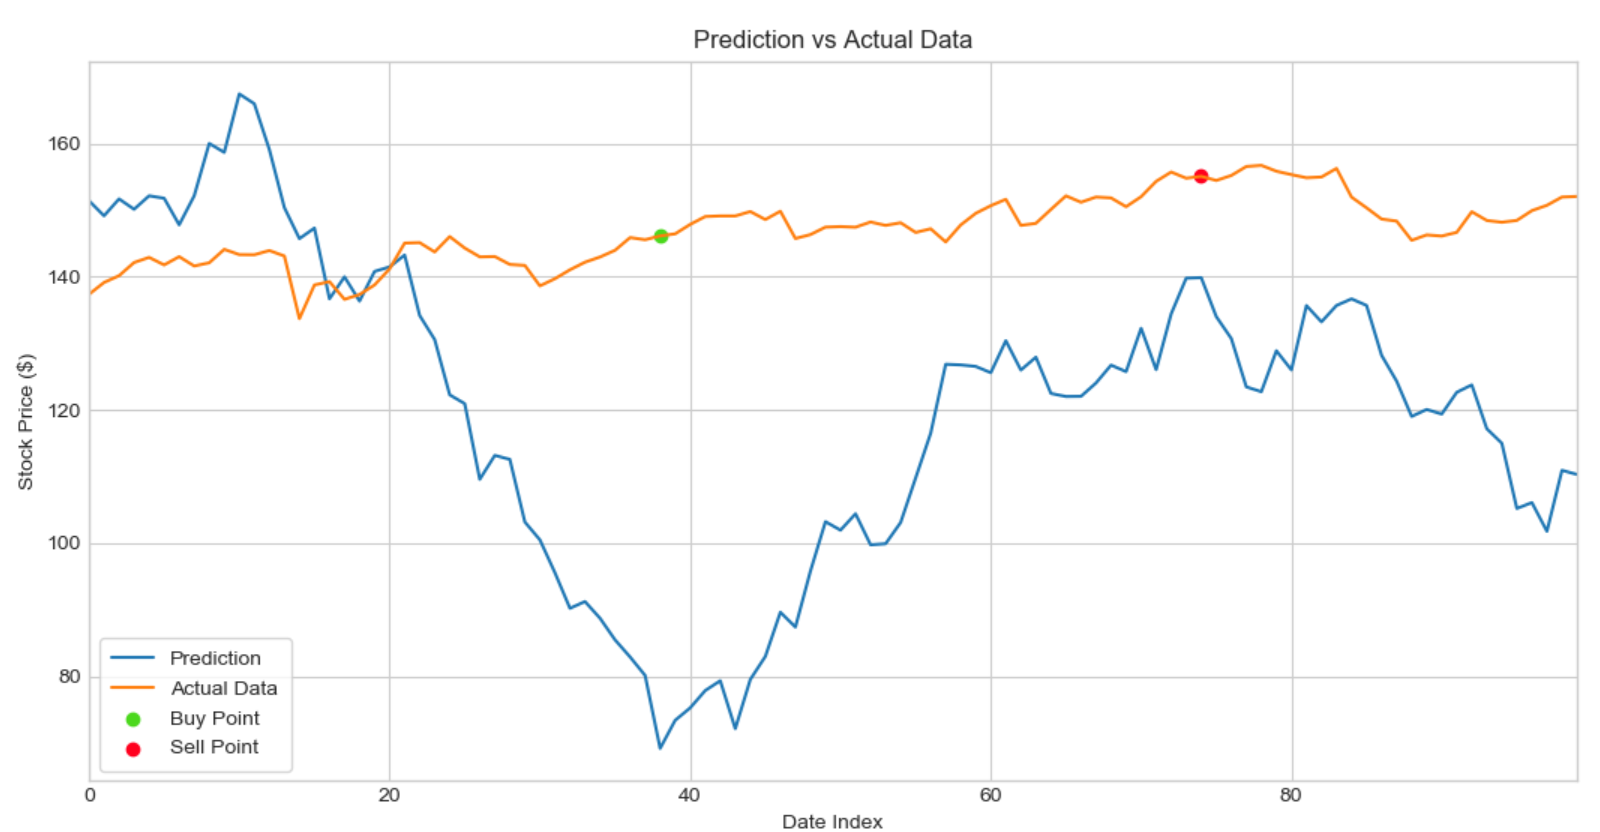 Prediction vs Actual Data
Stock Price ($)
160
140
120
100
80
0 20 40 60 80
Date Index
Prediction
Actual Data
Buy Point
Sell Point